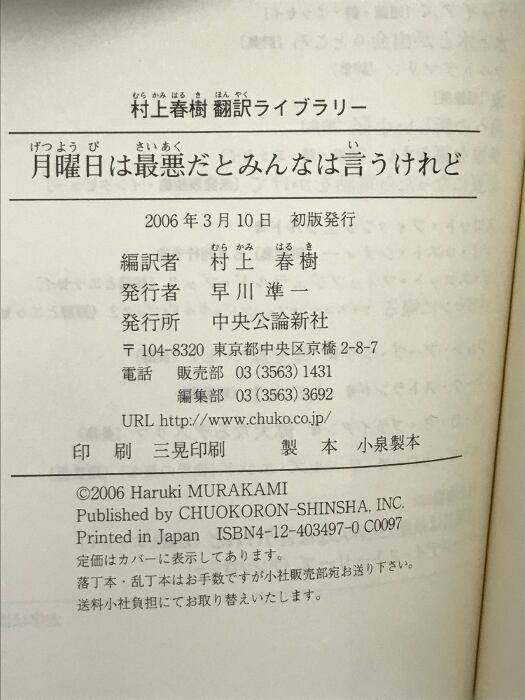 村上春樹 翻訳ライブラリー
月曜日は最悪だとみんなは言うけれど
2006年3月10日 初版発行
編訳者 村上 春樹
発行者 早川準一
発行所 中央公論新社
〒104-8320 東京都中央区京橋2-8-7
電話 販売部 03(3563)1431
編集部 03(3563)3692
URL http://www.chuko.co.jp/
印 刷 三晃印刷 製 本 小泉製本
©2006 Haruki MURAKAMI
Published by CHUOKORON-SHINSHA, INC.
Printed in Japan ISBN4-12-403497-0 C0097
定価はカバーに表示してあります。
落丁本・乱丁本はお手数ですが小社販売部宛お送り下さい。
送料小社負担にてお取り替えいたします。